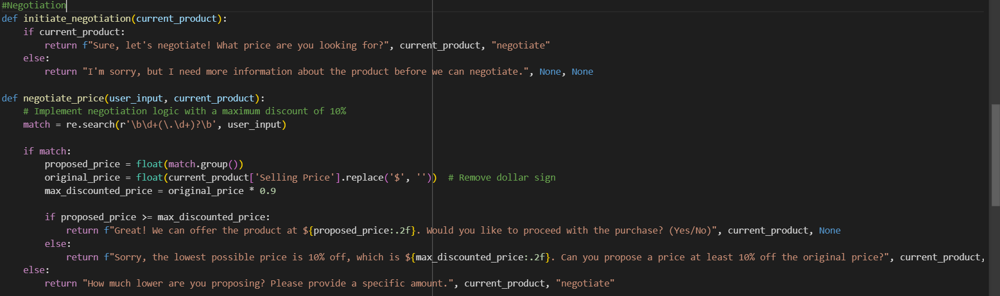 #Negotiation
def initiate_negotiation(current_product):
    if current_product:
        return f"Sure, let's negotiate! What price are you looking for?", current_product, "negotiate"
    else:
        return "I'm sorry, but I need more information about the product before we can negotiate.", None, None

def negotiate_price(user_input, current_product):
    # Implement negotiation logic with a maximum discount of 10%
    match = re.search(r'\b\d+(\.\d+)?\b', user_input)

    if match:
        proposed_price = float(match.group())
        original_price = float(current_product['Selling Price'].replace('$', ''))  # Remove dollar sign
        max_discounted_price = original_price * 0.9

        if proposed_price >= max_discounted_price:
            return f"Great! We can offer the product at ${proposed_price:.2f}. Would you like to proceed with the purchase? (Yes/No)", current_product, None
        else:
            return f"Sorry, the lowest possible price is 10% off, which is ${max_discounted_price:.2f}. Can you propose a price at least 10% off the original price?", current_product,
    else:
        return "How much lower are you proposing? Please provide a specific amount.", current_product, "negotiate"